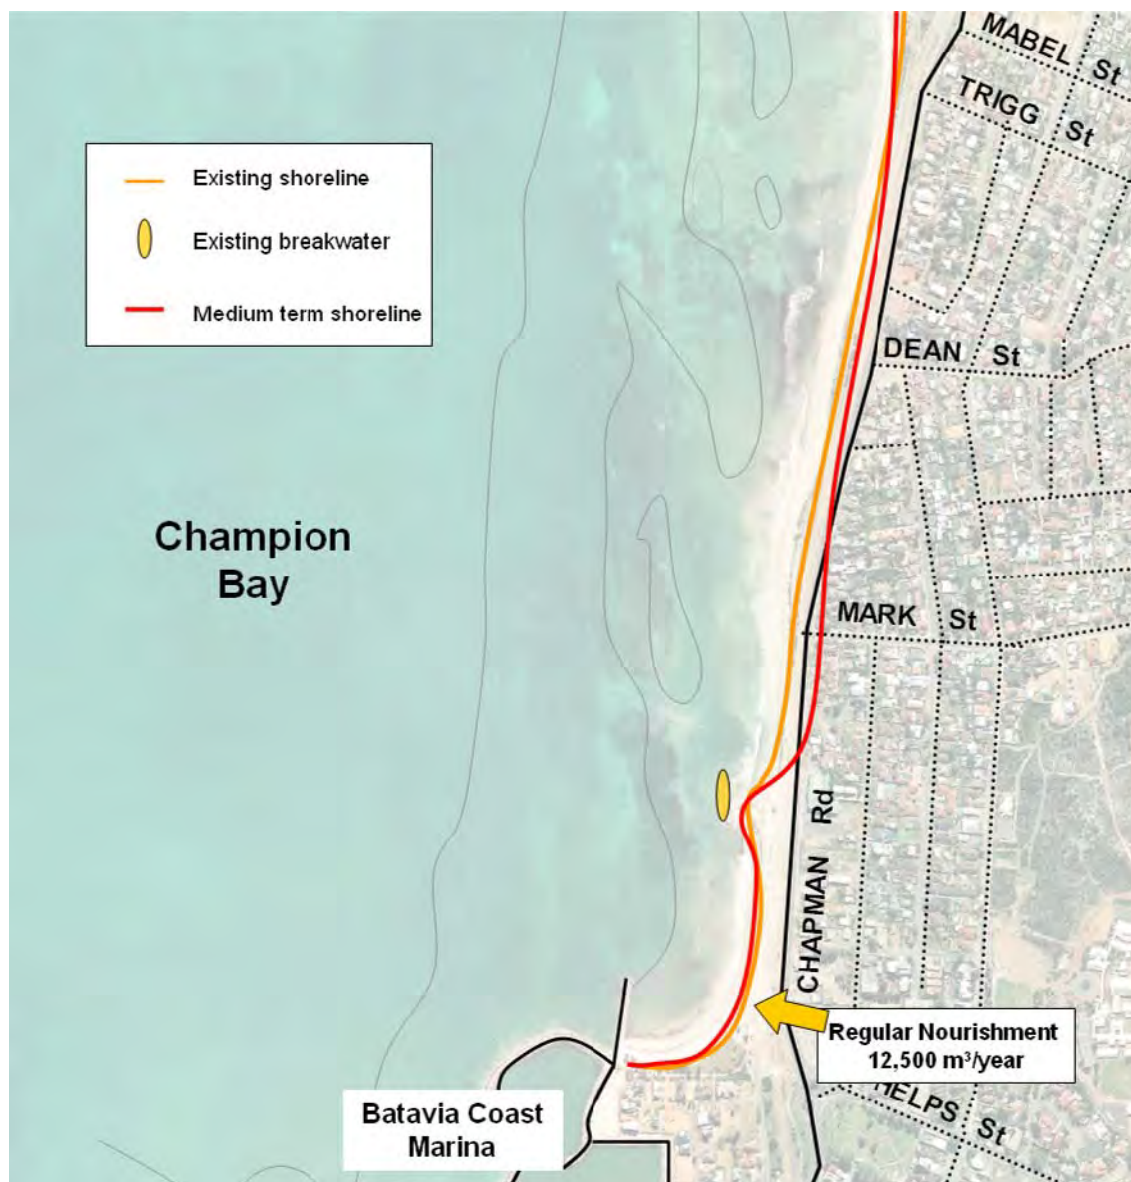 MABEL St
TRIGG St
Existing shoreline
Existing breakwater
Medium term shoreline
DEAN St
Champion
Bay
MARK St
CHAPMAN Rd
Regular Nourishment
12,500 m³/year
HELPS St
Batavia Coast
Marina